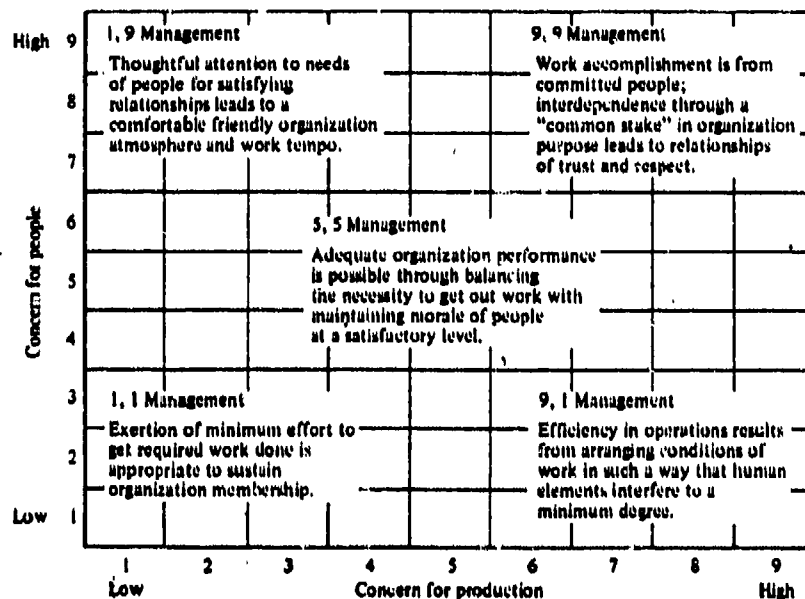 High 9
1, 9 Management
Thoughtful attention to needs
of people for satisfying
relationships leads to a
comfortable friendly organization
atmosphere and work tempo.
9, 9 Management
Work accomplishment is from
committed people;
interdependence through a
"common stake" in organization
purpose leads to relationships
of trust and respect.
8
7
6
5
4
Concern for people
5, 5 Management
Adequate organization performance
is possible through balancing
the necessity to get out work with
maintaining morale of people
at a satisfactory level.
3
2
Low 1
1, 1 Management
Exertion of minimum effort to
get required work done is
appropriate to sustain
organization membership.
9, 1 Management
Efficiency in operations results
from arranging conditions of
work in such a way that human
elements interfere to a
minimum degree.
1 2 3 4 5 6 7 8 9
Low Concern for production High